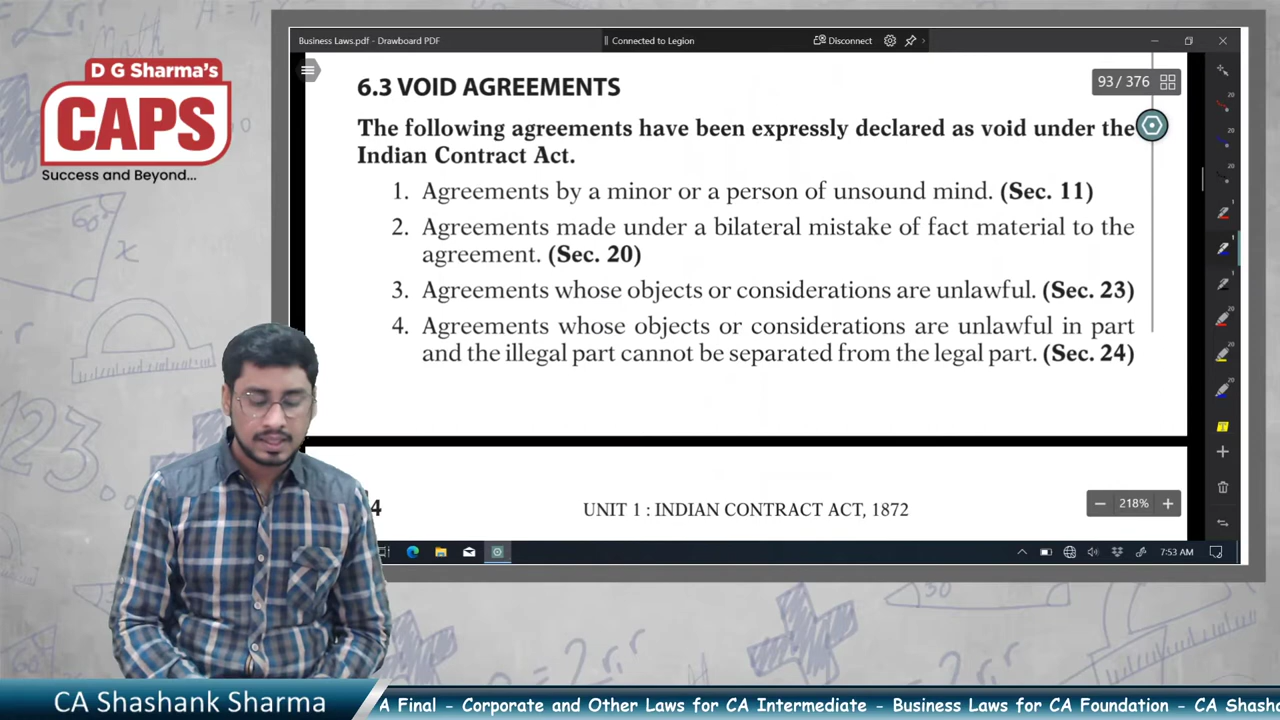 D G Sharma's
CAPS
Success and Beyond...
Business Laws.pdf - Drawboard PDF
Connected to Legion
Disconnect
93 / 376
6.3 VOID AGREEMENTS
The following agreements have been expressly declared as void under the
Indian Contract Act.
1. Agreements by a minor or a person of unsound mind. (Sec. 11)
2. Agreements made under a bilateral mistake of fact material to the
agreement. (Sec. 20)
3. Agreements whose objects or considerations are unlawful. (Sec. 23)
4. Agreements whose objects or considerations are unlawful in part
and the illegal part cannot be separated from the legal part. (Sec. 24)
4
UNIT 1 : INDIAN CONTRACT ACT, 1872
218%
7:53 AM
CA Shashank Sharma
A Final - Corporate and Other Laws for CA Intermediate - Business Laws for CA Foundation - CA Shasha